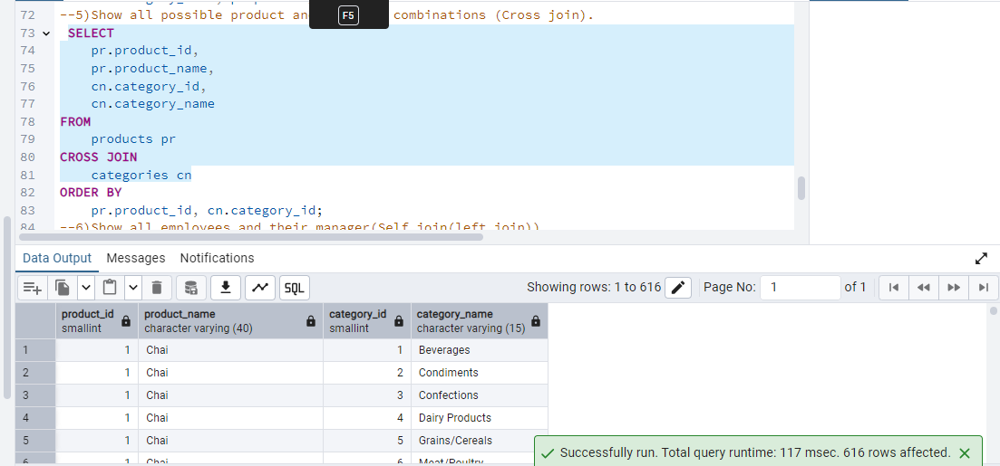 72 --5)Show all possible product an combinations (Cross join).
F5
73 SELECT
74 pr.product_id,
75 pr.product_name,
76 cn.category_id,
77 cn.category_name
78 FROM
79 products pr
80 CROSS JOIN
81 categories cn
82 ORDER BY
83 pr.product_id, cn.category_id;
84 --6)Show all employees and their manager(Self join(left join))
Data Output Messages Notifications
SQL Showing rows: 1 to 616 Page No: 1 of 1
product_id product_name category_id category_name
smallint character varying (40) smallint character varying (15)
1 1 Chai 1 Beverages
2 1 Chai 2 Condiments
3 1 Chai 3 Confections
4 1 Chai 4 Dairy Products
5 1 Chai 5 Grains/Cereals
6 1 Chai 6 Meat/Poultry
Successfully run. Total query runtime: 117 msec. 616 rows affected.